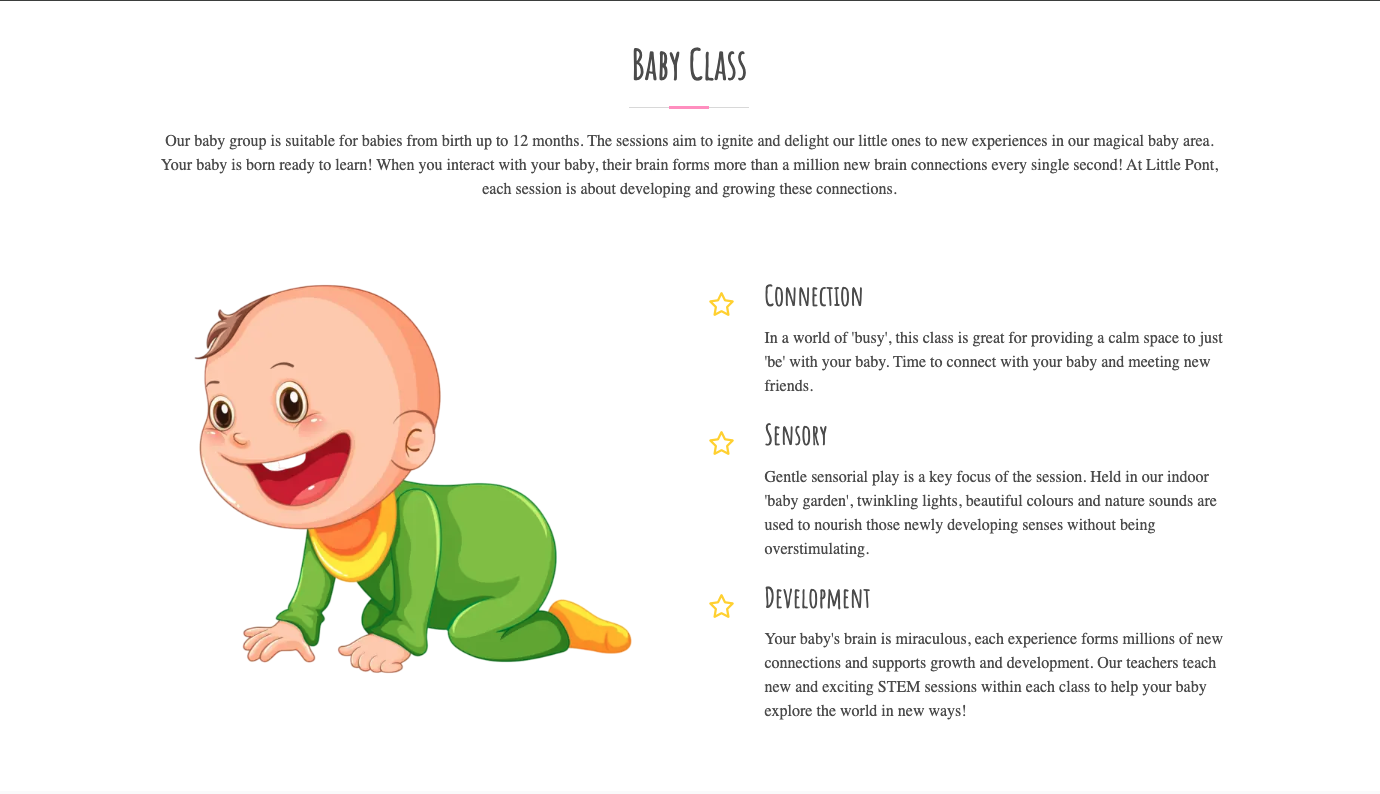 Baby Class
Our baby group is suitable for babies from birth up to 12 months. The sessions aim to ignite and delight our little ones to new experiences in our magical baby area.
Your baby is born ready to learn! When you interact with your baby, their brain forms more than a million new brain connections every single second! At Little Pont,
each session is about developing and growing these connections.
Connection
In a world of 'busy', this class is great for providing a calm space to just
'be' with your baby. Time to connect with your baby and meeting new
friends.
Sensory
Gentle sensorial play is a key focus of the session. Held in our indoor
'baby garden', twinkling lights, beautiful colours and nature sounds are
used to nourish those newly developing senses without being
overstimulating.
Development
Your baby's brain is miraculous, each experience forms millions of new
connections and supports growth and development. Our teachers teach
new and exciting STEM sessions within each class to help your baby
explore the world in new ways!